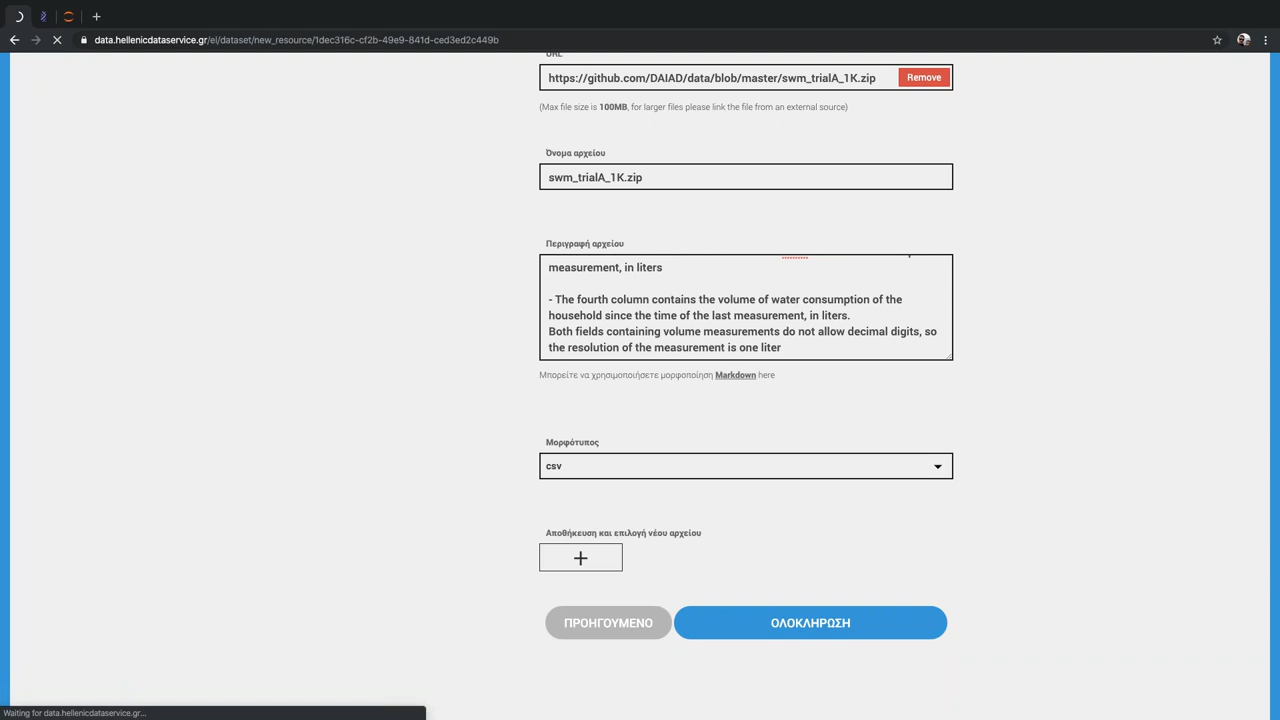 data.hellenicdataservice.gr/el/dataset/new_resource/1dec316c-cf2b-49e9-841d-ced3ed2c449b
URL
https://github.com/DAIAD/data/blob/master/swm_trialA_1K.zip
Remove
(Max file size is 100MB, for larger files please link the file from an external source)
Όνομα αρχείου
swm_trialA_1K.zip
Περιγραφή αρχείου
measurement, in liters
- The fourth column contains the volume of water consumption of the
household since the time of the last measurement, in liters.
Both fields containing volume measurements do not allow decimal digits, so
the resolution of the measurement is one liter
Μπορείτε να χρησιμοποιήσετε μορφοποίηση Markdown here
Μορφότυπος
csv
Αποθήκευση και επιλογή νέου αρχείου
+
ΠΡΟΗΓΟΥΜΕΝΟ
ΟΛΟΚΛΗΡΩΣΗ
Waiting for data.hellenicdataservice.gr...